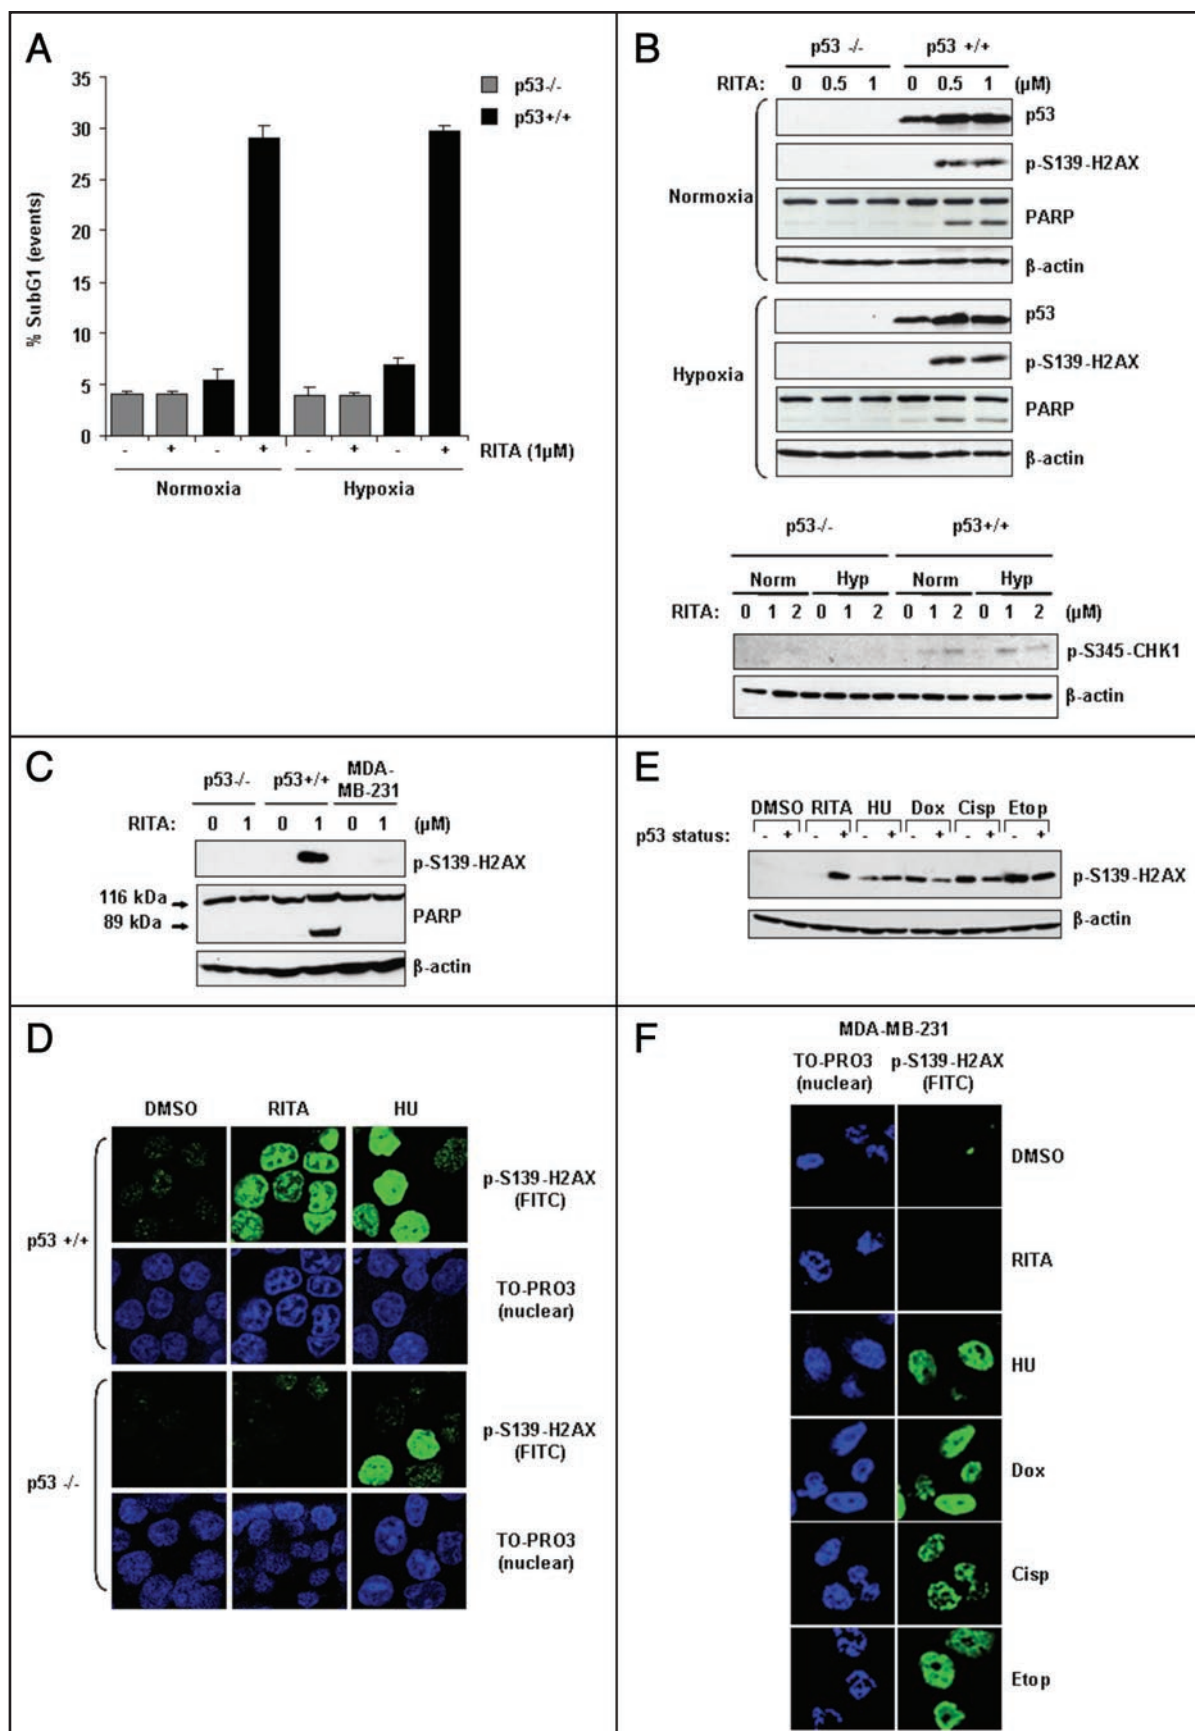 A
35
30
25
20
15
10
5
0
% SubG1 (events)
p53-/-
p53+/+
- + - + - + - +
RITA (1µM)
Normoxia Hypoxia
B
p53 -/- p53 +/+
RITA: 0 0.5 1 0 0.5 1 (µM)
Normoxia
p53
p-S139-H2AX
PARP
β-actin
Hypoxia
p53
p-S139-H2AX
PARP
β-actin
p53-/- p53+/+
Norm Hyp Norm Hyp
RITA: 0 1 2 0 1 2 0 1 2 0 1 2 (µM)
p-S345-CHK1
β-actin
C
p53-/- p53+/+ MDA-
MB-231
RITA: 0 1 0 1 0 1 (µM)
p-S139-H2AX
116 kDa
89 kDa
PARP
β-actin
E
DMSO RITA HU Dox Cisp Etop
p53 status: - + - + - + - + - + - +
p-S139-H2AX
β-actin
D
DMSO RITA HU
p53 +/+
p-S139-H2AX
(FITC)
TO-PRO3
(nuclear)
p53 -/-
p-S139-H2AX
(FITC)
TO-PRO3
(nuclear)
F
MDA-MB-231
TO-PRO3 p-S139-H2AX
(nuclear) (FITC)
DMSO
RITA
HU
Dox
Cisp
Etop